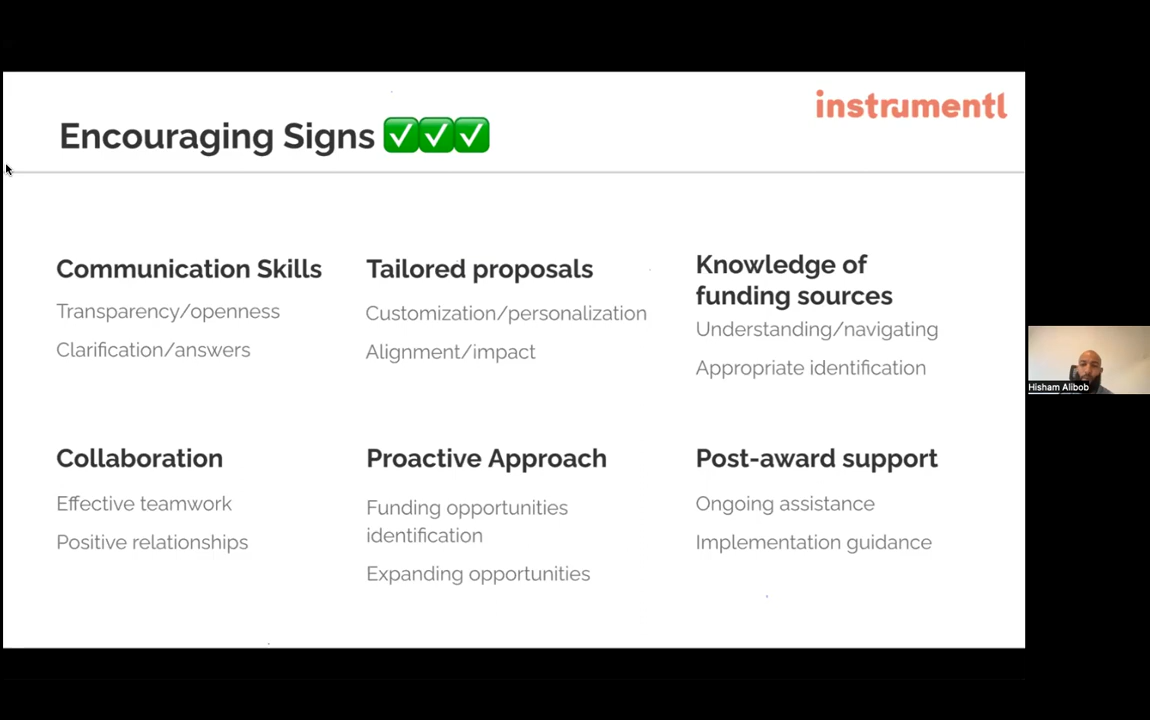 instrumentl
Encouraging Signs ✅✅✅
Communication Skills
Transparency/openness
Clarification/answers
Tailored proposals
Customization/personalization
Alignment/impact
Knowledge of
funding sources
Understanding/navigating
Appropriate identification
Collaboration
Effective teamwork
Positive relationships
Proactive Approach
Funding opportunities
identification
Expanding opportunities
Post-award support
Ongoing assistance
Implementation guidance
Hisham Alibob